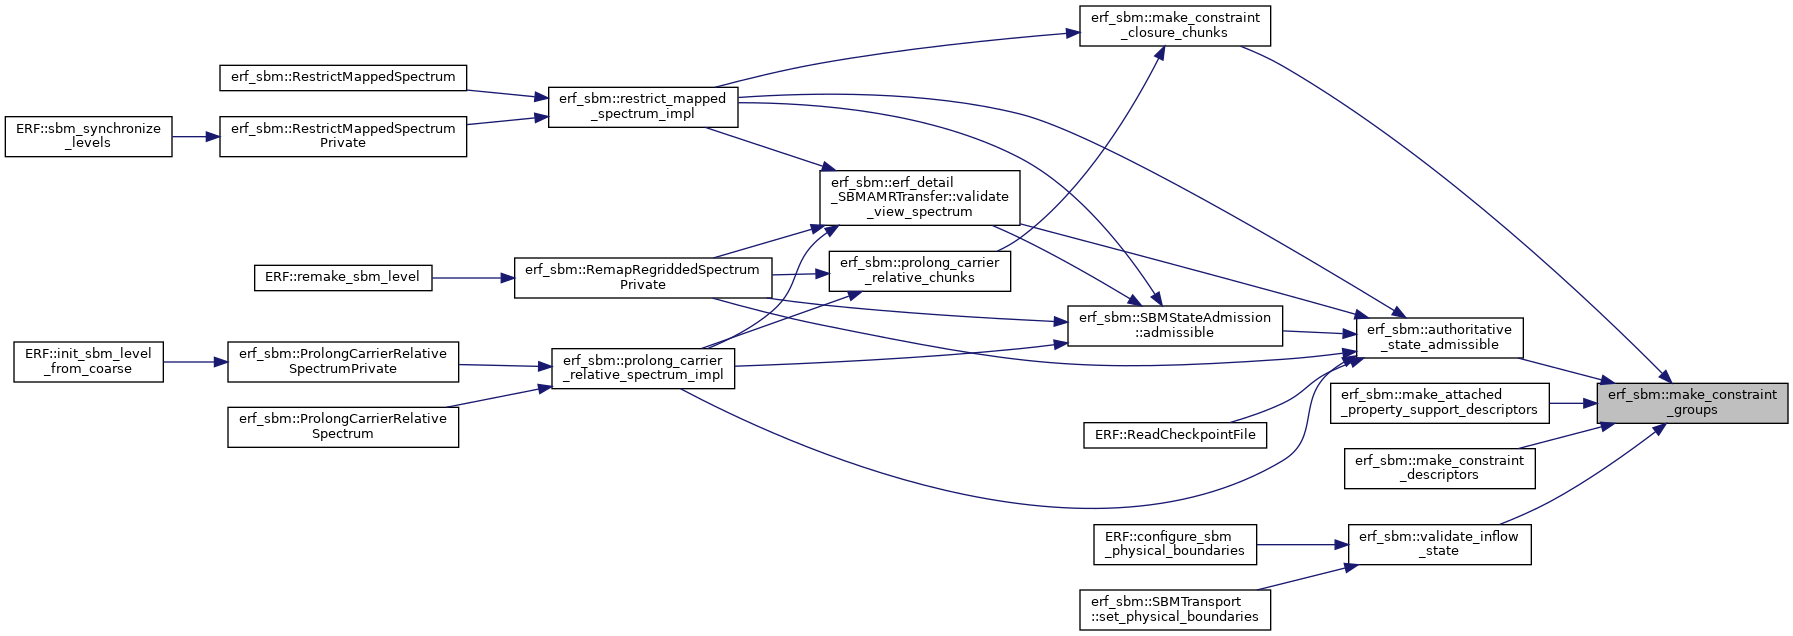 erf_sbm::make_constraint
_closure_chunks
erf_sbm::RestrictMappedSpectrum
erf_sbm::restrict_mapped
_spectrum_impl
ERF::sbm_synchronize
_levels
erf_sbm::RestrictMappedSpectrum
Private
erf_sbm::erf_detail
_SBMAMRTransfer::validate
_view_spectrum
erf_sbm::prolong_carrier
_relative_chunks
ERF::remake_sbm_level
erf_sbm::RemapRegriddedSpectrum
Private
erf_sbm::SBMStateAdmission
::admissible
erf_sbm::authoritative
_state_admissible
ERF::init_sbm_level
_from_coarse
erf_sbm::ProlongCarrierRelative
SpectrumPrivate
erf_sbm::prolong_carrier
_relative_spectrum_impl
erf_sbm::make_attached
_property_support_descriptors
erf_sbm::make_constraint
_groups
erf_sbm::ProlongCarrierRelative
Spectrum
ERF::ReadCheckpointFile
erf_sbm::make_constraint
_descriptors
ERF::configure_sbm
_physical_boundaries
erf_sbm::validate_inflow
_state
erf_sbm::SBMTransport
::set_physical_boundaries